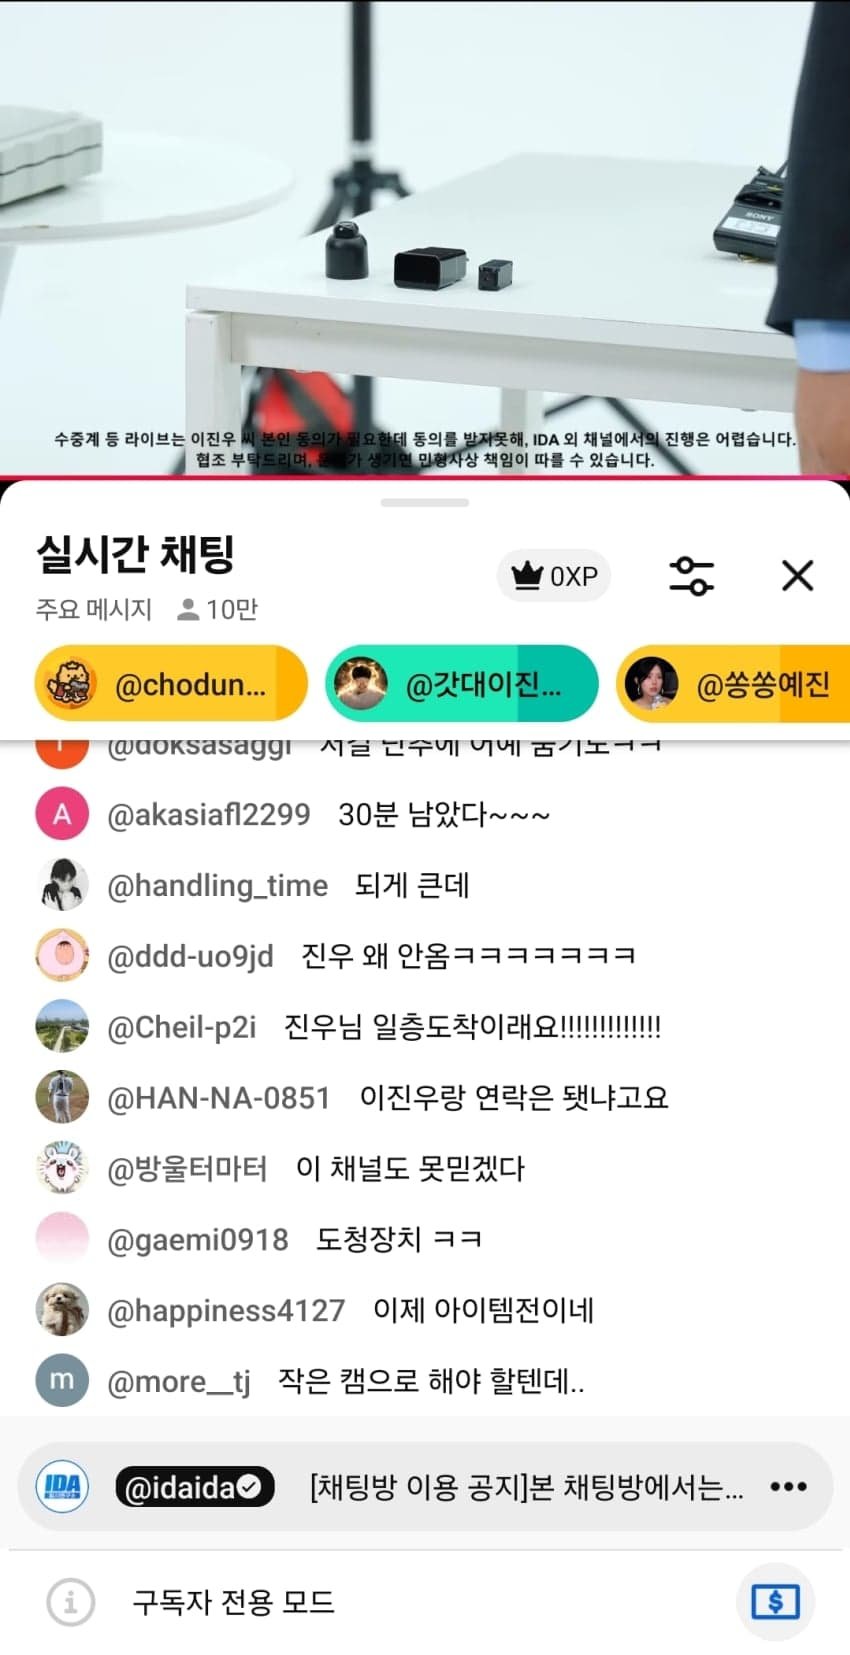 SONY
수중계 등 라이브는 이진우 씨 본인 동의가 필요한데 동의를 받지못해, IDA 외 채널에서의 진행은 어렵습니다.
협조 부탁드리며, 생기면 민형사상 책임이 따를 수 있습니다.
실시간 채팅
주요 메시지 10만
0XP
@chodun... @갓대이진... @쏭쏭예진
@doksasaggi
@akasiafl2299 30분 남았다~~~
@handling_time 되게 큰데
@ddd-uo9jd 진우 왜 안옴ㅋㅋㅋㅋㅋㅋㅋ
@Cheil-p2i 진우님 일층도착이래요!!!!!!!!!!!!!
@HAN-NA-0851 이진우랑 연락은 됏냐고요
@방울터마터 이 채널도 못믿겠다
@gaemi0918 도청장치 ㅋㅋ
@happiness4127 이제 아이템전이네
m @more__tj 작은 캠으로 해야 할텐데..
IDA @idaida [채팅방 이용 공지]본 채팅방에서는...
구독자 전용 모드